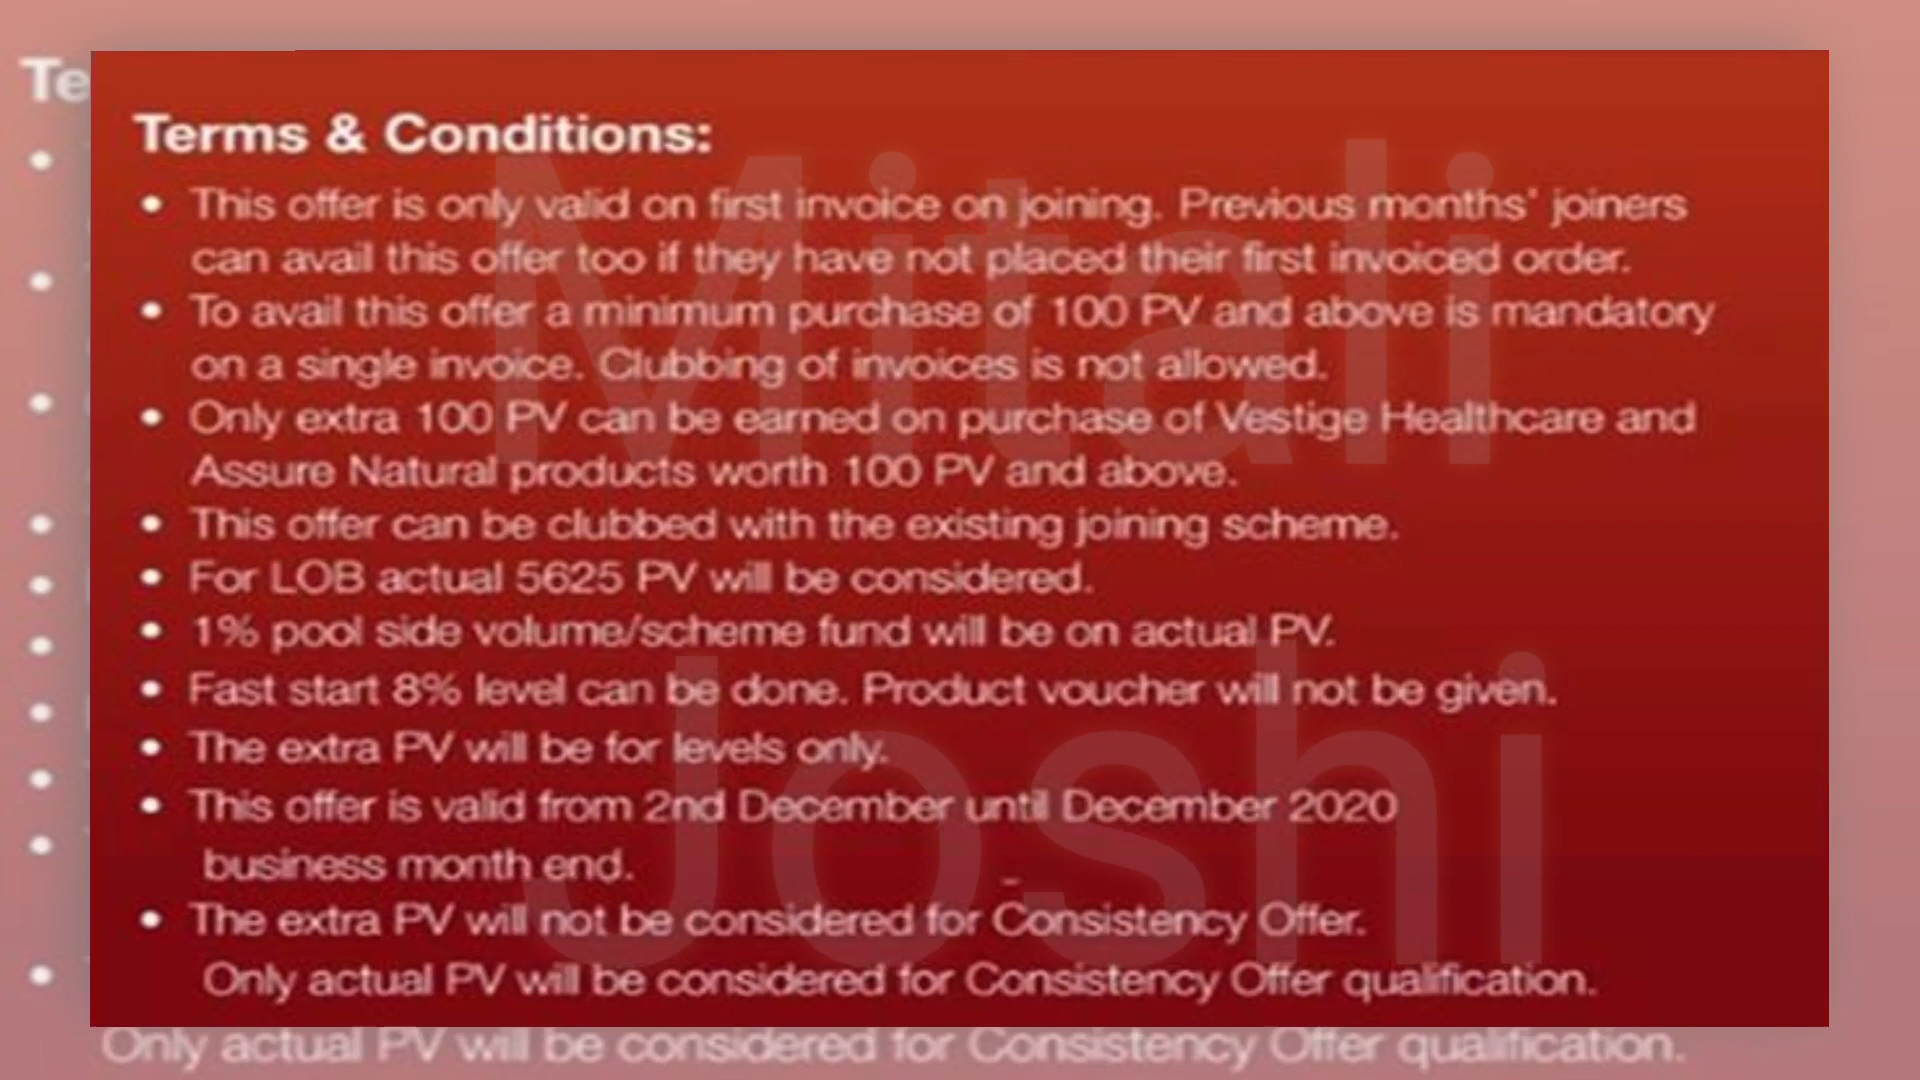 Te
Terms & Conditions:
• This offer is only valid on first invoice on joining. Previous months' joiners
can avail this offer too if they have not placed their first invoiced order.
• To avail this offer a minimum purchase of 100 PV and above is mandatory
on a single invoice. Clubbing of invoices is not allowed.
• Only extra 100 PV can be earned on purchase of Vestige Healthcare and
Assure Natural products worth 100 PV and above.
• This offer can be clubbed with the existing joining scheme.
• For LOB actual 5625 PV will be considered.
• 1% pool side volume/scheme fund will be on actual PV.
• Fast start 8% level can be done. Product voucher will not be given.
• The extra PV will be for levels only.
• This offer is valid from 2nd December until December 2020
business month end.
• The extra PV will not be considered for Consistency Offer.
Only actual PV will be considered for Consistency Offer qualification.
Only actual PV will be considered for Consistency Offer qualification.
Mitali
Joshi